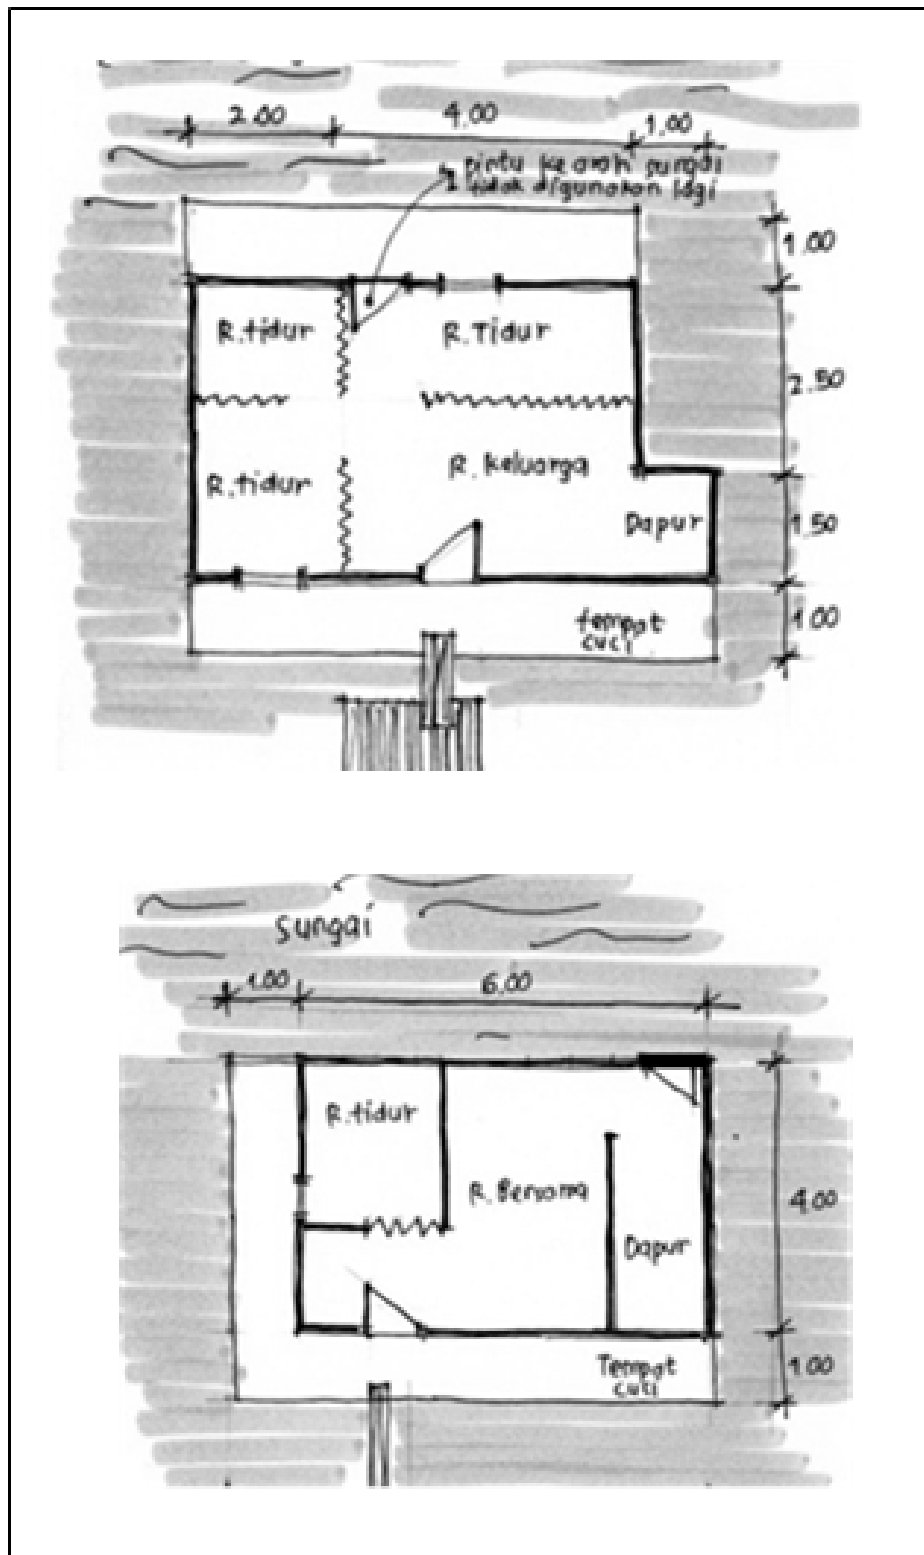 2.00
4.00
1.00
pintu ke arah sungai
tidak digunakan lagi
1.00
R.tidur
R.Tidur
2.50
R.tidur
R. keluarga
Dapur
1.50
tempat
cuci
1.00
Sungai
1.00
6.00
R.tidur
R. Bersama
Dapur
4.00
Tempat
cuci
1.00